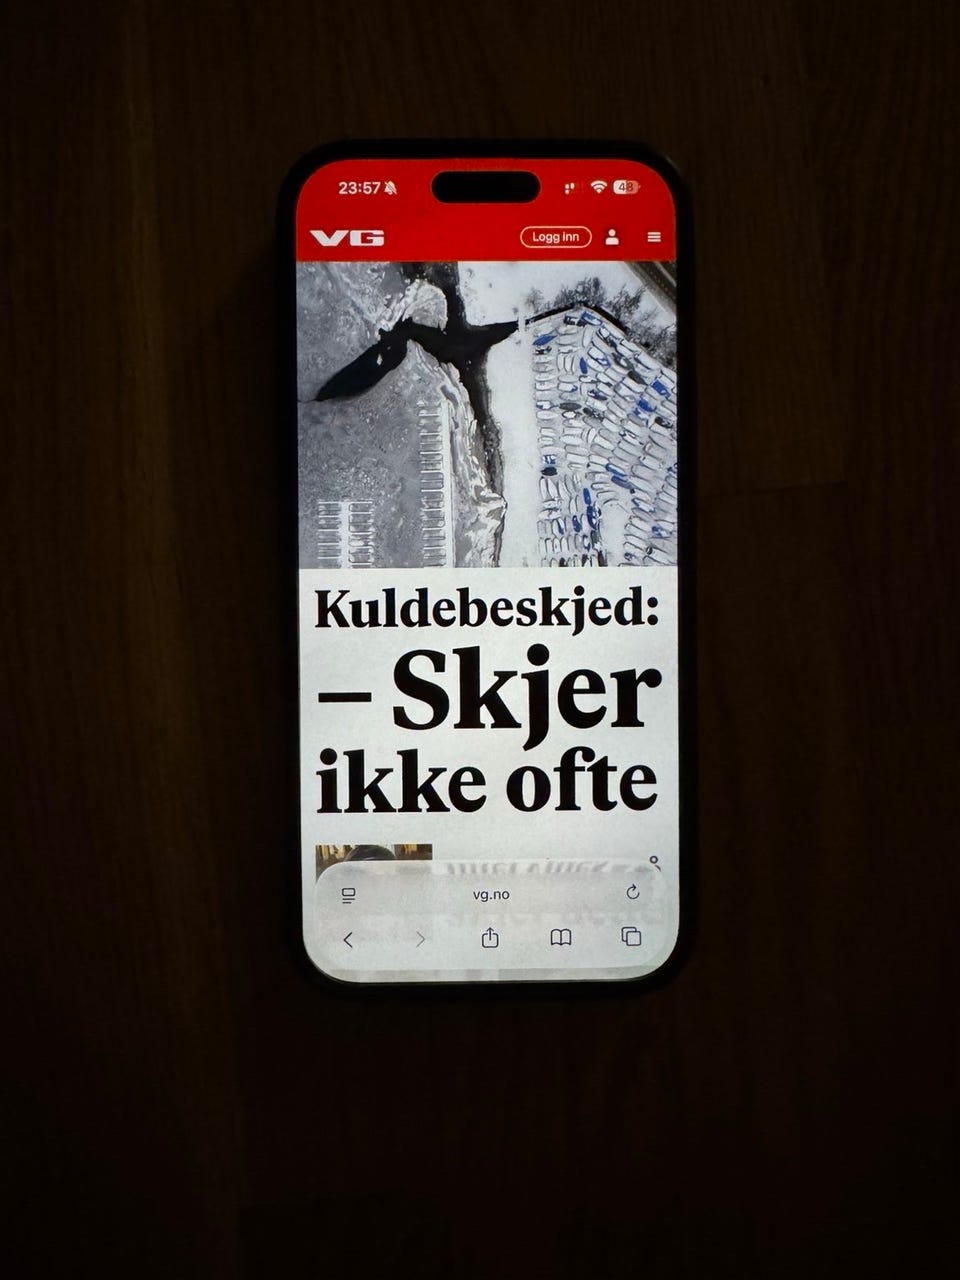 23:57
48
VG
Logg inn
Kuldebeskjed:
– Skjer
ikke ofte
vg.no